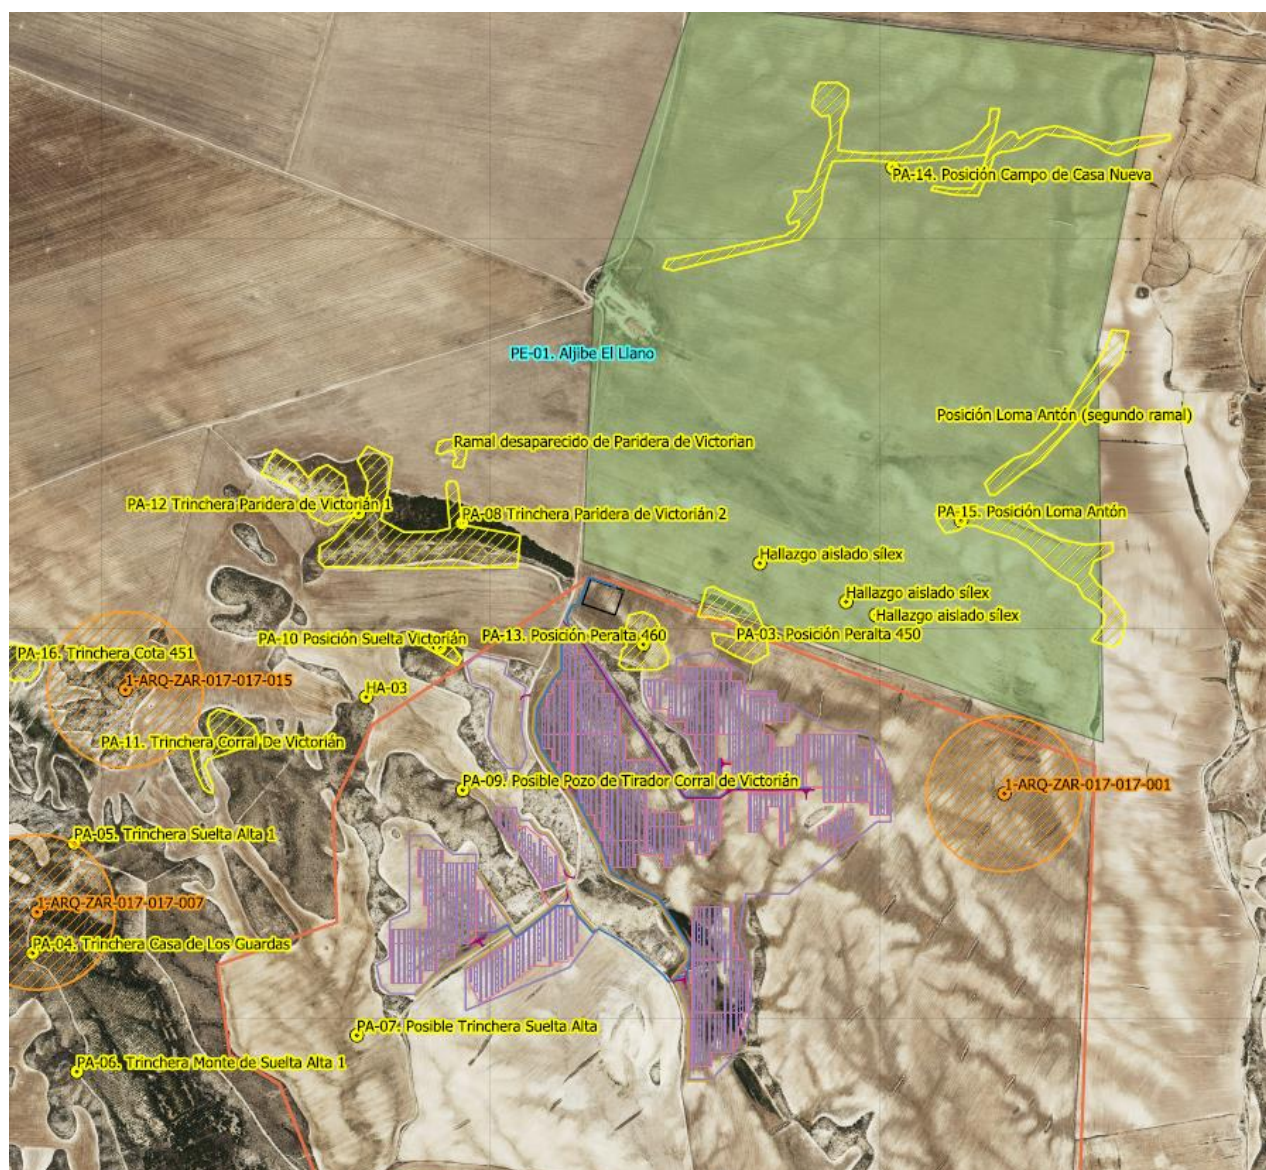 PA-14. Posición Campo de Casa Nueva
PE-01. Aljibe El Llano
Posición Loma Antón (segundo ramal)
Ramal desaparecido de Paridera de Victorian
PA-12 Trinchera Paridera de Victorián 1
PA-08 Trinchera Paridera de Victorián 2
PA-15. Posición Loma Antón
Hallazgo aislado sílex
Hallazgo aislado sílex
Hallazgo aislado sílex
PA-10 Posición Suelta Victorián
PA-13. Posición Peralta 460
PA-03. Posición Peralta 450
PA-16. Trinchera Cota 451
1-ARQ-ZAR-017-017-015
HA-03
PA-11. Trinchera Corral De Victorián
PA-09. Posible Pozo de Tirador Corral de Victorián
1-ARQ-ZAR-017-017-001
PA-05. Trinchera Suelta Alta 1
1-ARQ-ZAR-017-017-007
PA-04. Trinchera Casa de Los Guardas
PA-07. Posible Trinchera Suelta Alta
PA-06. Trinchera Monte de Suelta Alta 1